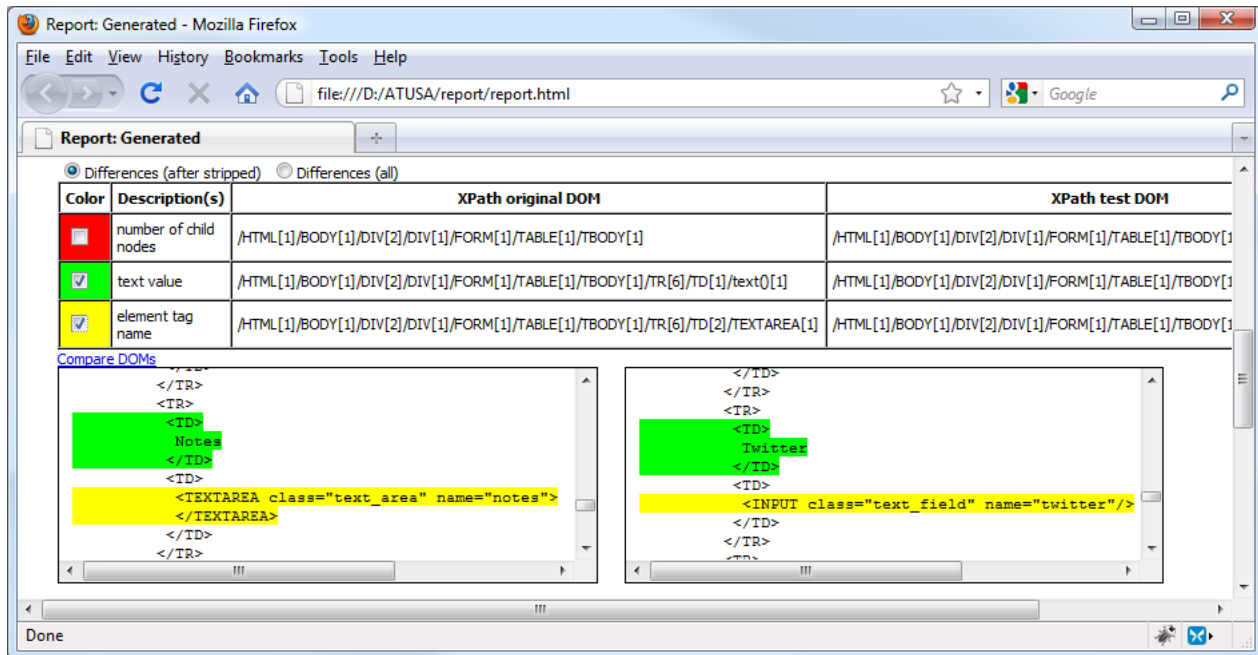 Report: Generated - Mozilla Firefox
File Edit View History Bookmarks Tools Help
file:///D:/ATUSA/report/report.html
Google
Report: Generated
Differences (after stripped) Differences (all)
Color Description(s) XPath original DOM XPath test DOM
number of child
nodes
/HTML[1]/BODY[1]/DIV[2]/DIV[1]/FORM[1]/TABLE[1]/TBODY[1] /HTML[1]/BODY[1]/DIV[2]/DIV[1]/FORM[1]/TABLE[1]/TBODY[1
text value /HTML[1]/BODY[1]/DIV[2]/DIV[1]/FORM[1]/TABLE[1]/TBODY[1]/TR[6]/TD[1]/text()[1] /HTML[1]/BODY[1]/DIV[2]/DIV[1]/FORM[1]/TABLE[1]/TBODY[1
element tag
name
/HTML[1]/BODY[1]/DIV[2]/DIV[1]/FORM[1]/TABLE[1]/TBODY[1]/TR[6]/TD[2]/TEXTAREA[1] /HTML[1]/BODY[1]/DIV[2]/DIV[1]/FORM[1]/TABLE[1]/TBODY[1
Compare DOMs
</TR>
<TR>
<TD>
Notes
</TD>
<TD>
<TEXTAREA class="text_area" name="notes">
</TEXTAREA>
</TD>
</TR>
</TD>
</TR>
<TR>
<TD>
Twitter
</TD>
<TD>
<INPUT class="text_field" name="twitter"/>
</TD>
</TR>
Done